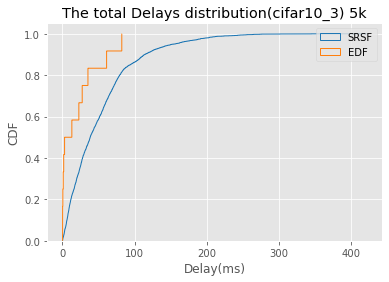 The total Delays distribution(cifar10_3) 5k
SRSF
EDF
CDF
1.0
0.8
0.6
0.4
0.2
0.0
0
100
200
300
400
Delay(ms)